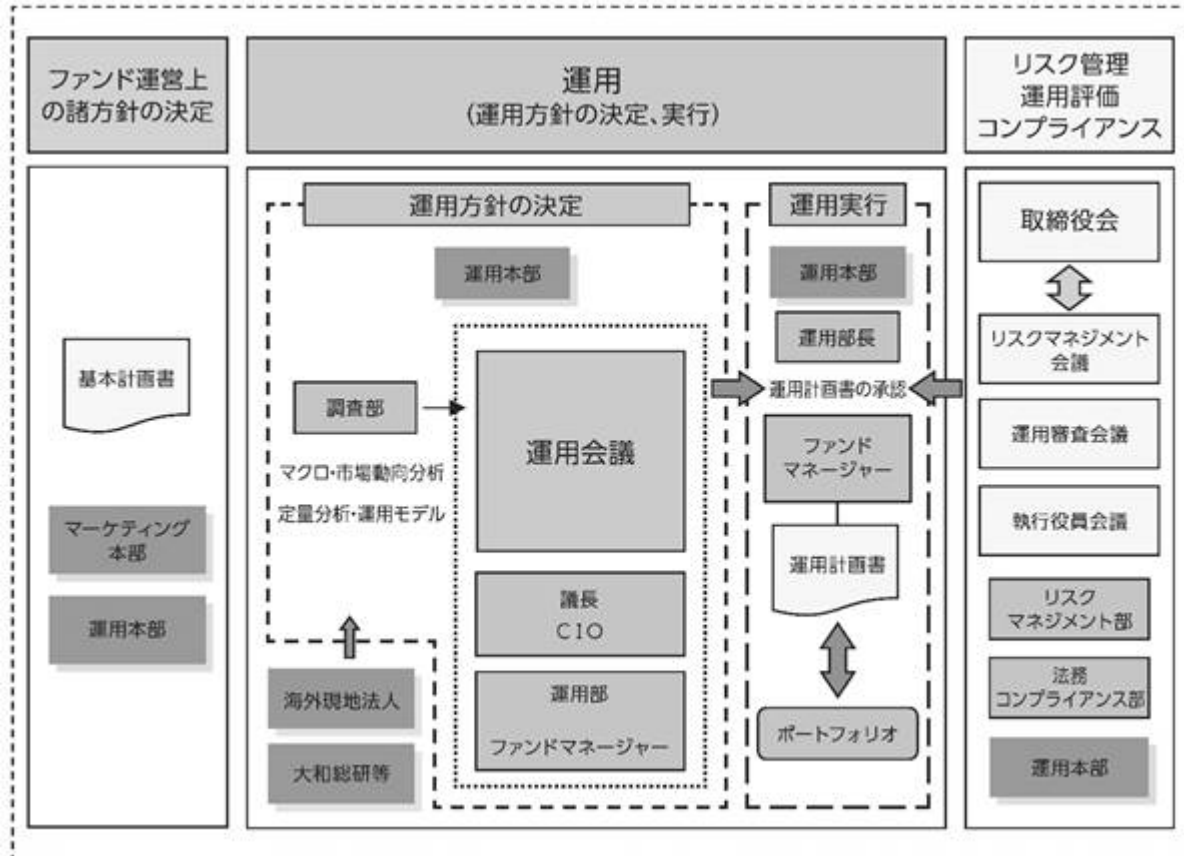 ファンド運営上
の諸方針の決定
運用
(運用方針の決定、実行)
リスク管理
運用評価
コンプライアンス
基本計画書
マーケティング
本部
運用本部
運用方針の決定
運用本部
調査部
マクロ・市場動向分析
定量分析・運用モデル
運用会議
議長
CIO
運用部
ファンドマネージャー
海外現地法人
大和総研等
運用実行
運用本部
運用部長
運用計画書の承認
ファンド
マネージャー
運用計画書
ポートフォリオ
取締役会
リスクマネジメント
会議
運用審査会議
執行役員会議
リスク
マネジメント部
法務
コンプライアンス部
運用本部